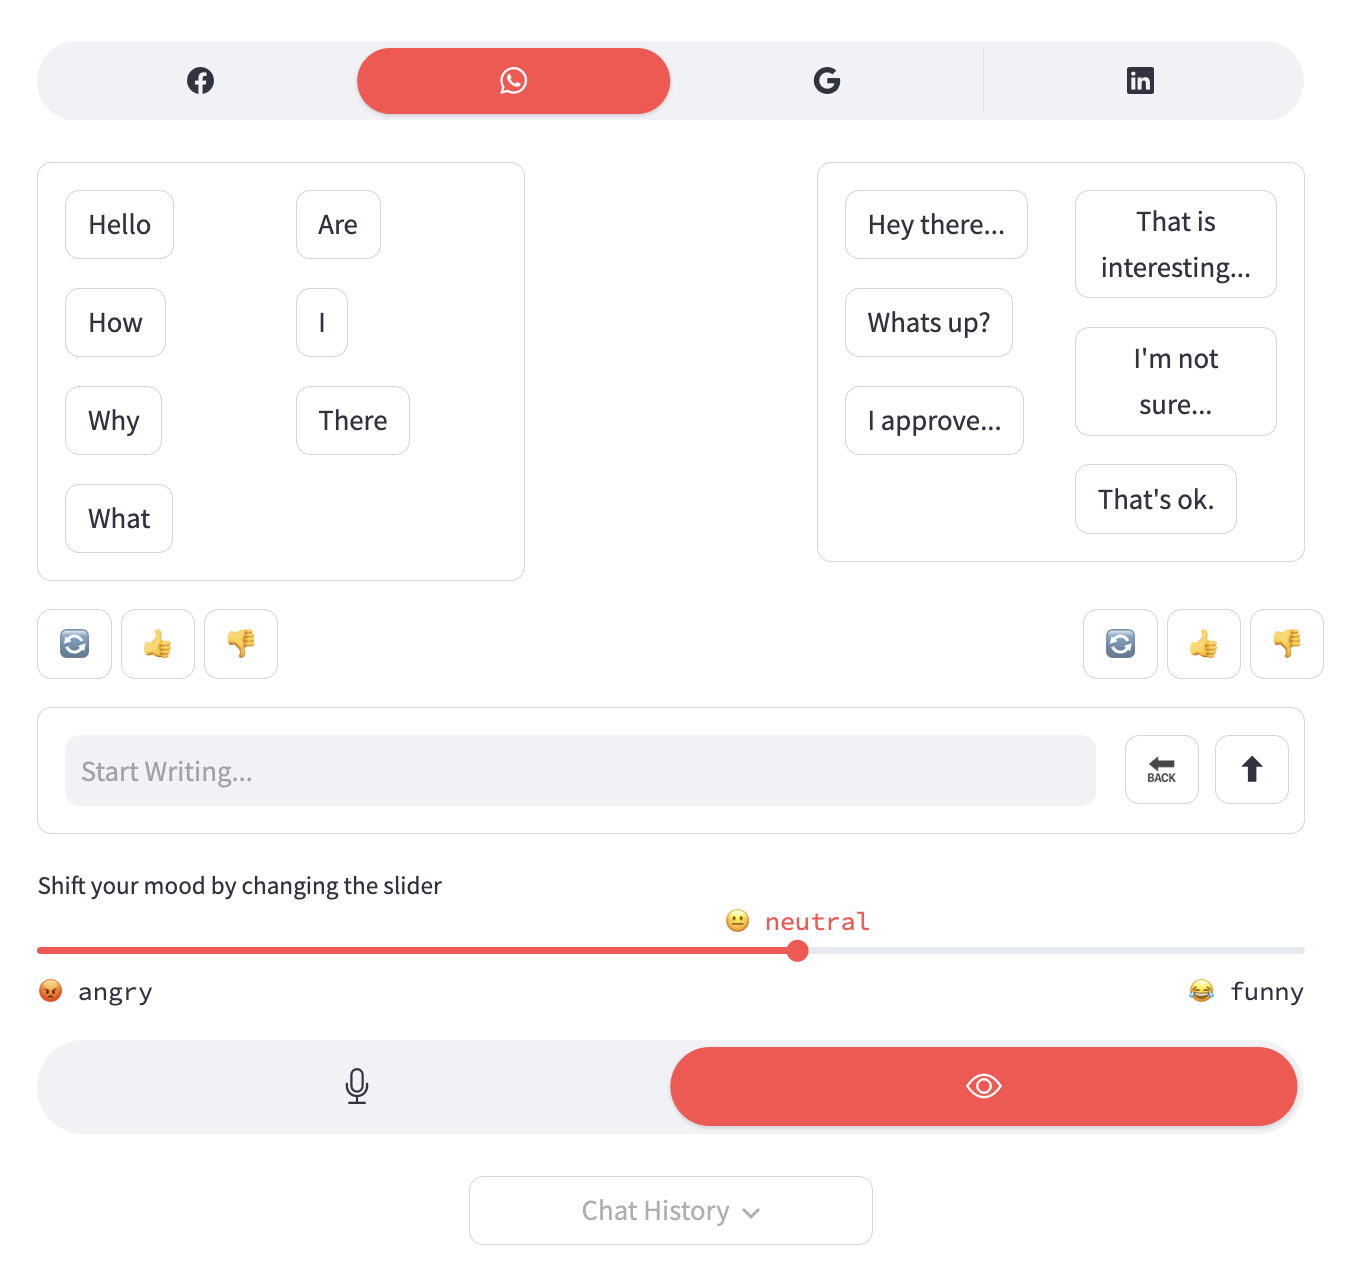 Hello
Are
How
I
Why
There
What
Hey there...
That is
interesting...
Whats up?
I'm not
sure...
I approve...
That's ok.
Start Writing...
BACK
Shift your mood by changing the slider
neutral
angry
funny
Chat History